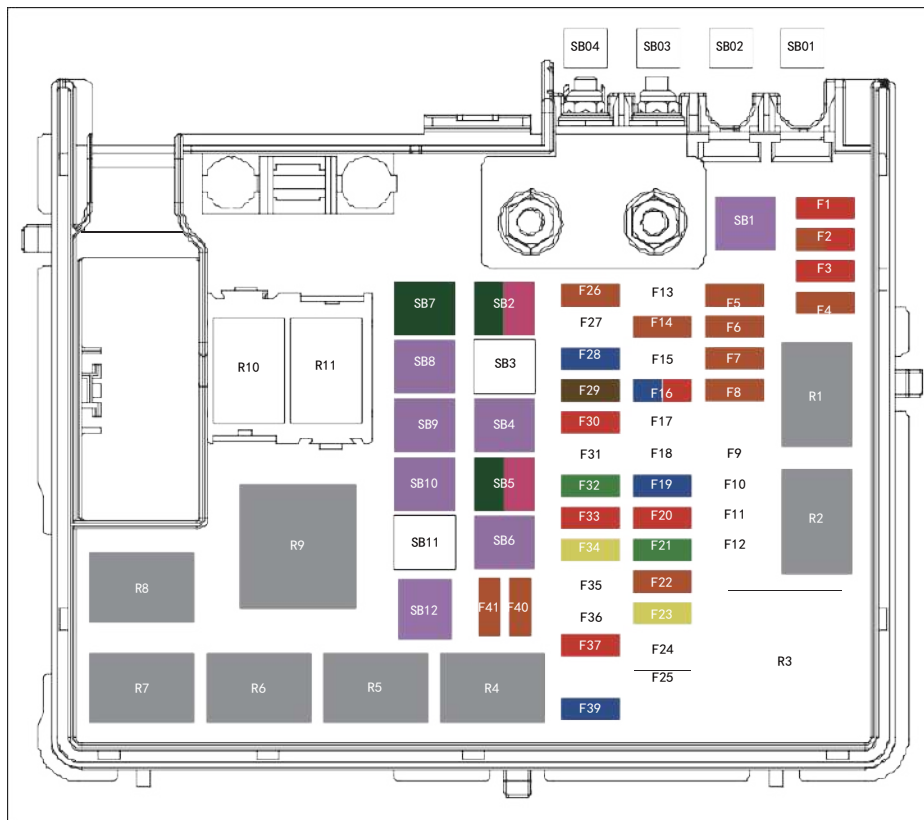 SB04 SB03 SB02 SB01
F1
SB1
F2
F3
F26 F13 F5 F4
SB7 SB2
F27 F14 F6
SB8 SB3
F28 F15 F7
R10 R11
F29 F16 F8
R1
F30 F17
SB9 SB4
F31 F18 F9
SB10 SB5
F32 F19 F10
F33 F20 F11
R2
R9
SB11 SB6
F34 F21 F12
R8
F35 F22
SB12 F41 F40
F36 F23
F37 F24
R3
F25
R7 R6 R5 R4
F39